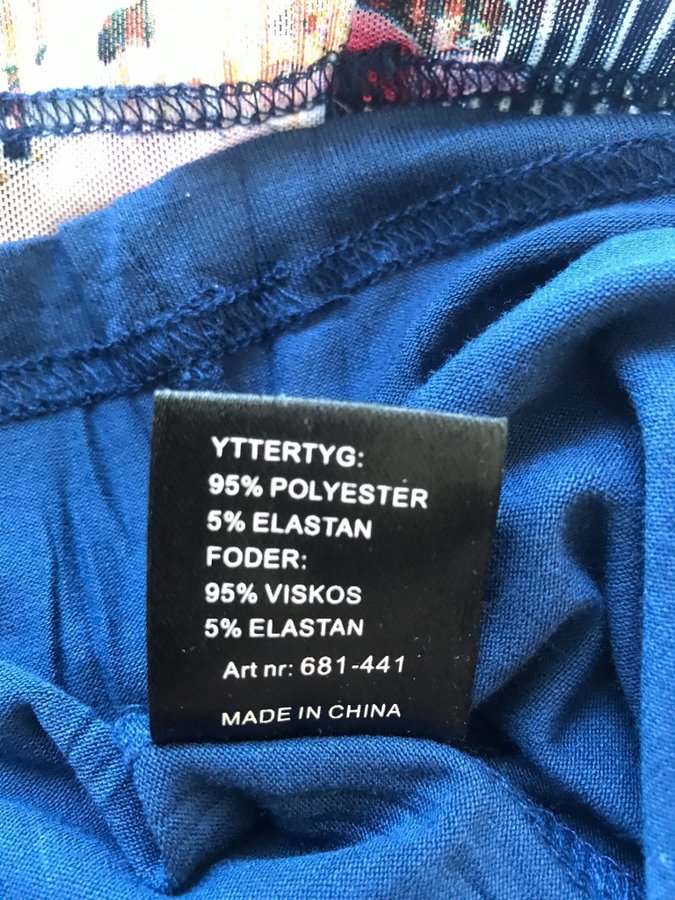 YTTERTYG:
95% POLYESTER
5% ELASTAN
FODER:
95% VISKOS
5% ELASTAN
Art nr: 681-441
MADE IN CHINA